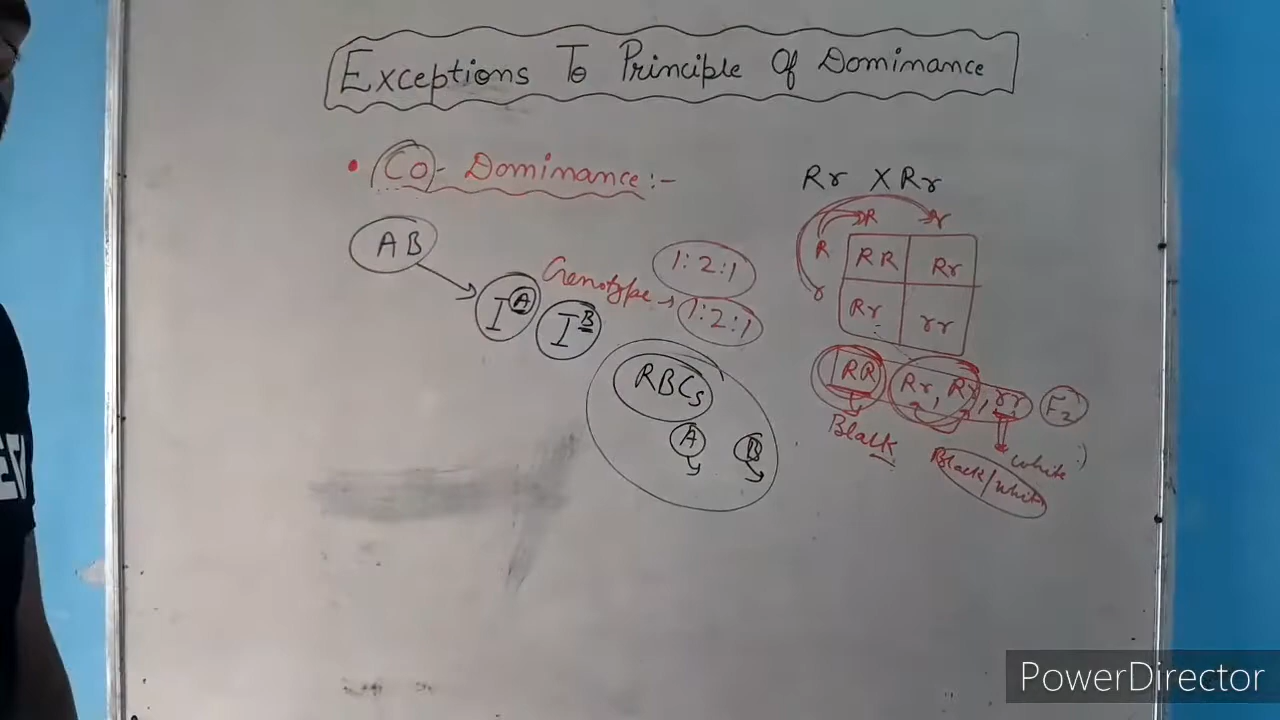 Exceptions To Principle Of Dominance
• Co-Dominance:-
AB
I^A I^B
Genotype → 1:2:1
1:2:1
RBCs
A B
Rr X Rr
R r
R RR Rr
r Rr rr
RR Rr, Rr, rr F2
Black Black/White White
PowerDirector